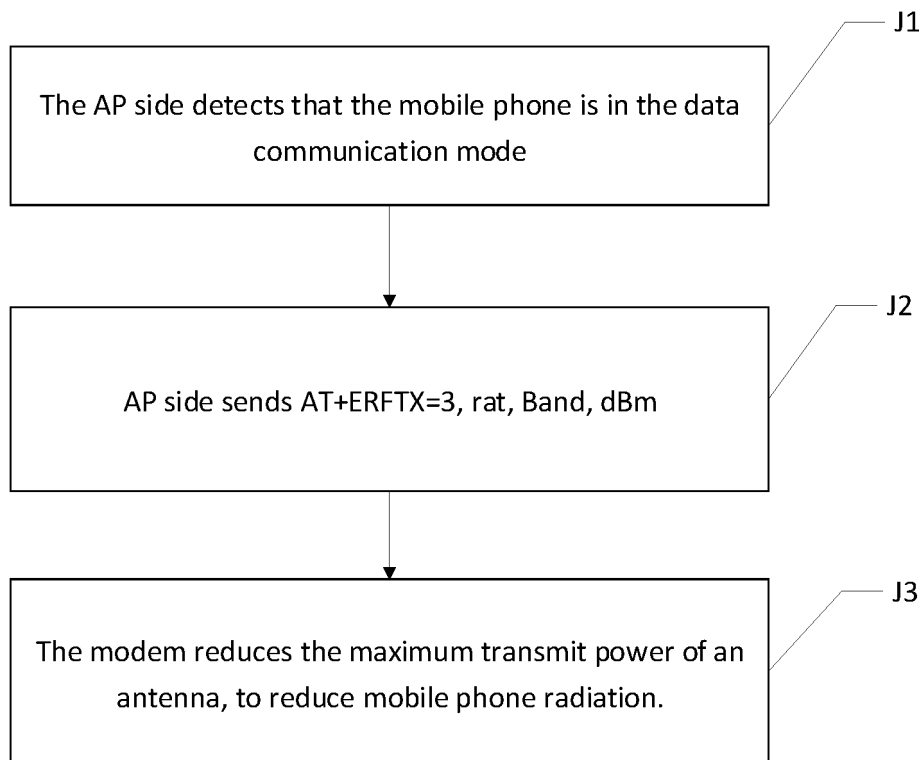 J1
The AP side detects that the mobile phone is in the data
communication mode
J2
AP side sends AT+ERFTX=3, rat, Band, dBm
J3
The modem reduces the maximum transmit power of an
antenna, to reduce mobile phone radiation.